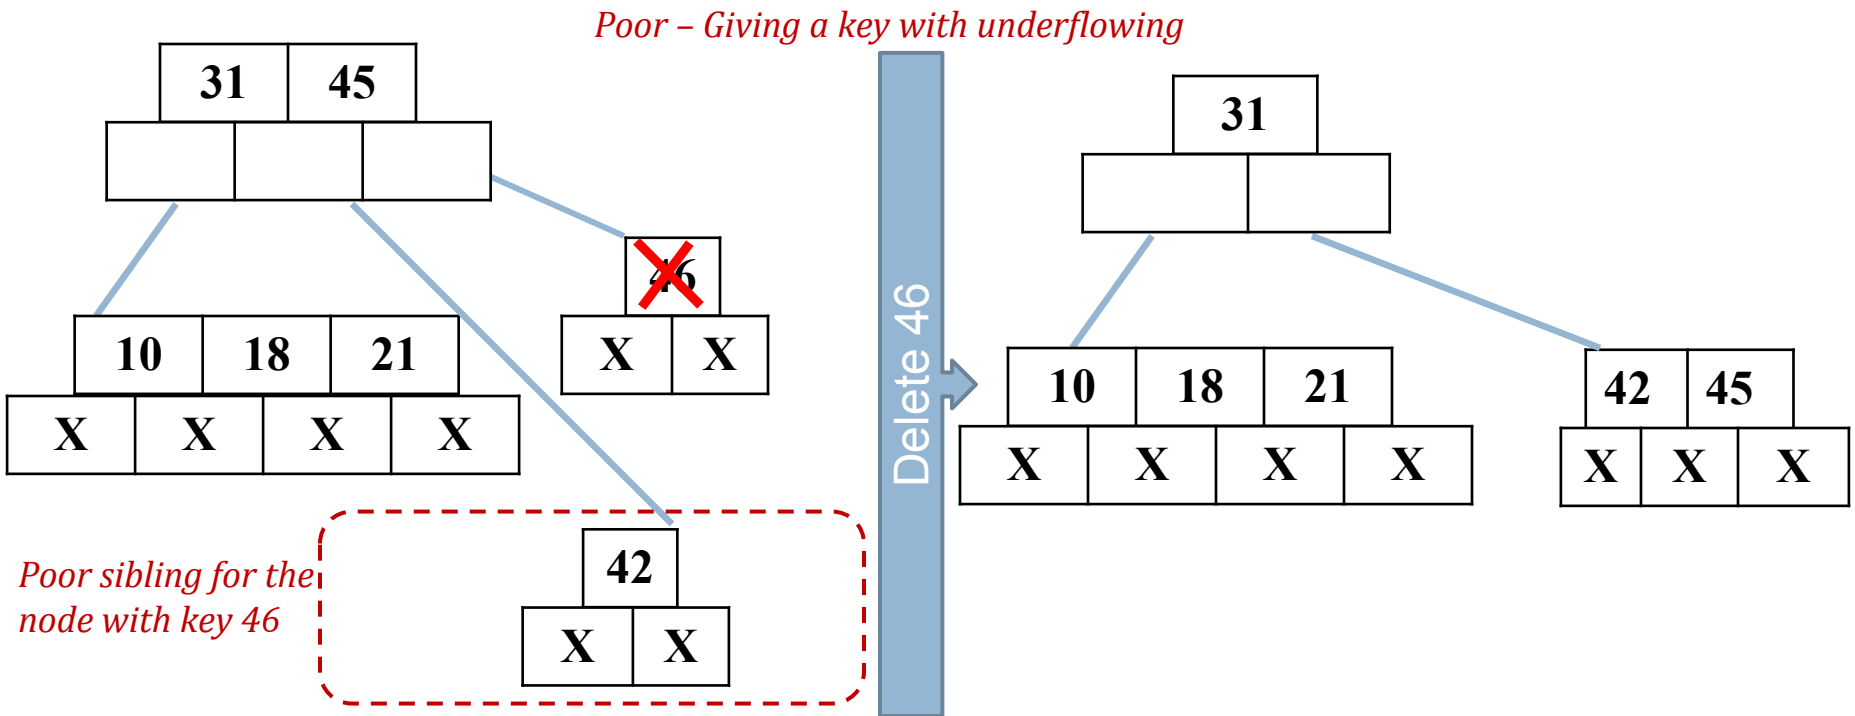 Poor – Giving a key with underflowing
31 45
46
X X
10 18 21
X X X X
42
X X
Poor sibling for the
node with key 46
Delete 46
31
10 18 21
X X X X
42 45
X X X